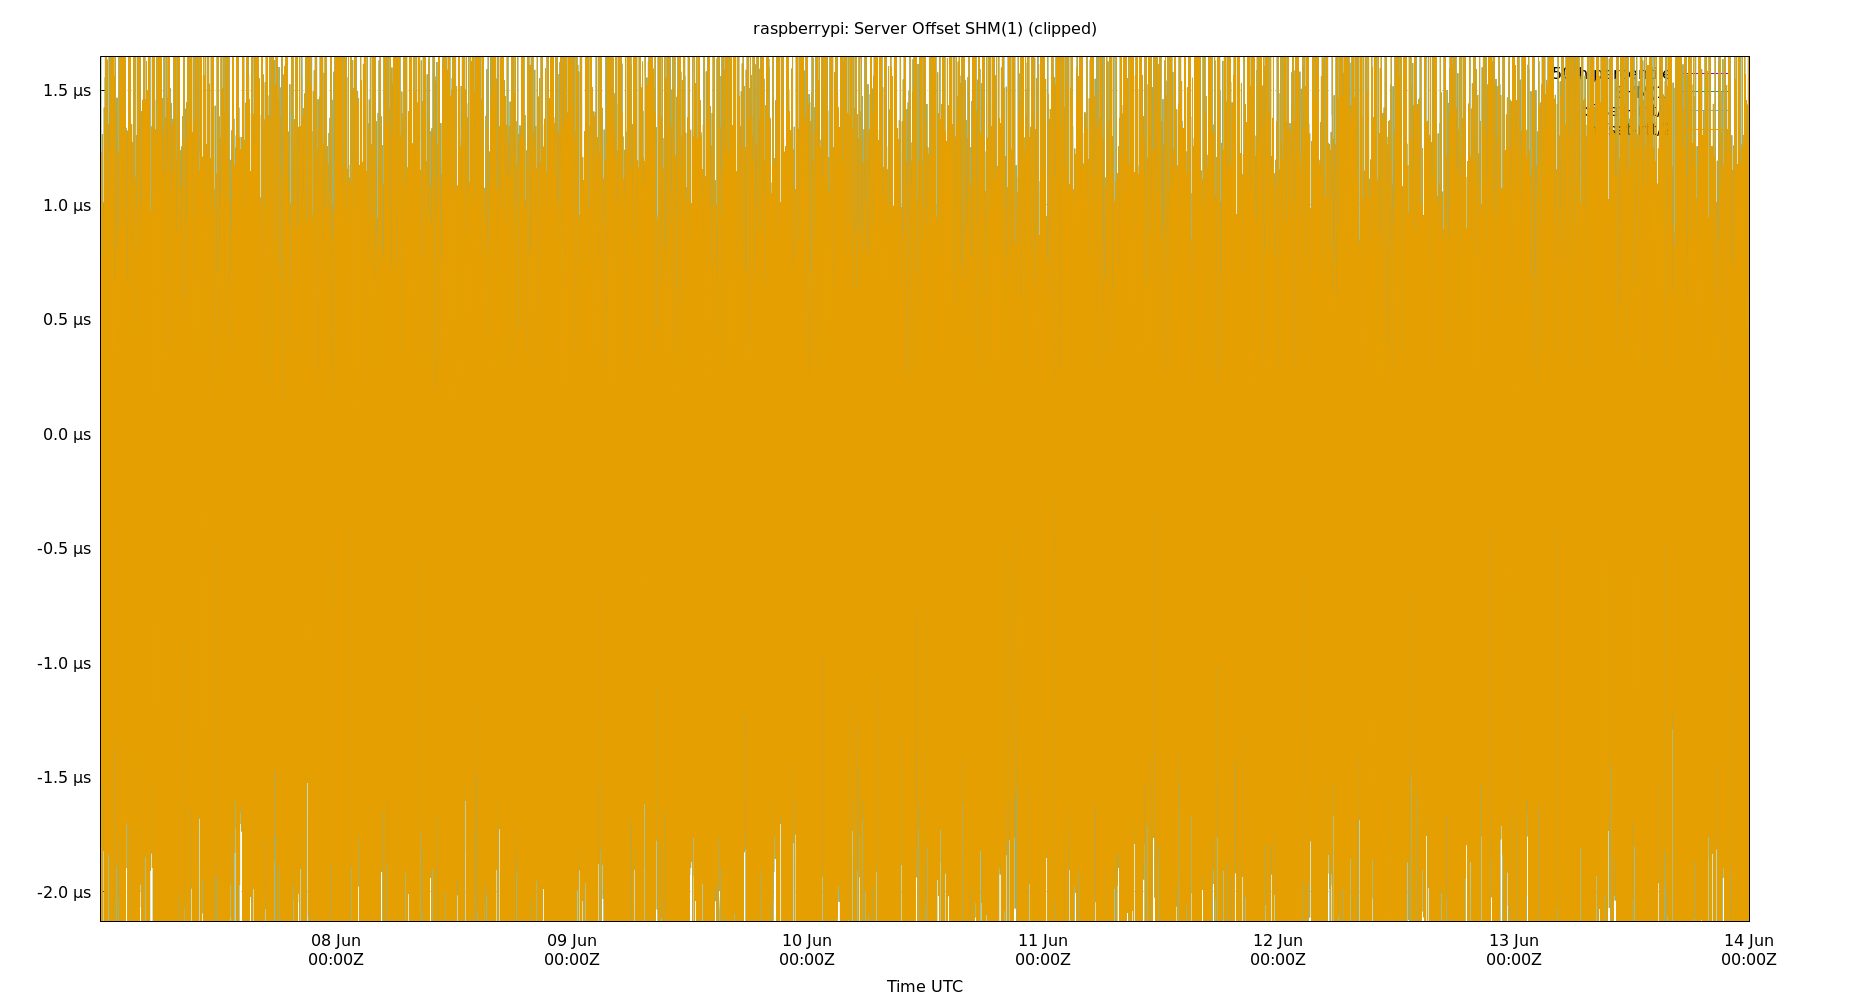 raspberrypi: Server Offset SHM(1) (clipped)
1.5 µs
1.0 µs
0.5 µs
0.0 µs
-0.5 µs
-1.0 µs
-1.5 µs
-2.0 µs
08 Jun 09 Jun 10 Jun 11 Jun 12 Jun 13 Jun 14 Jun
00:00Z 00:00Z 00:00Z 00:00Z 00:00Z 00:00Z 00:00Z
Time UTC